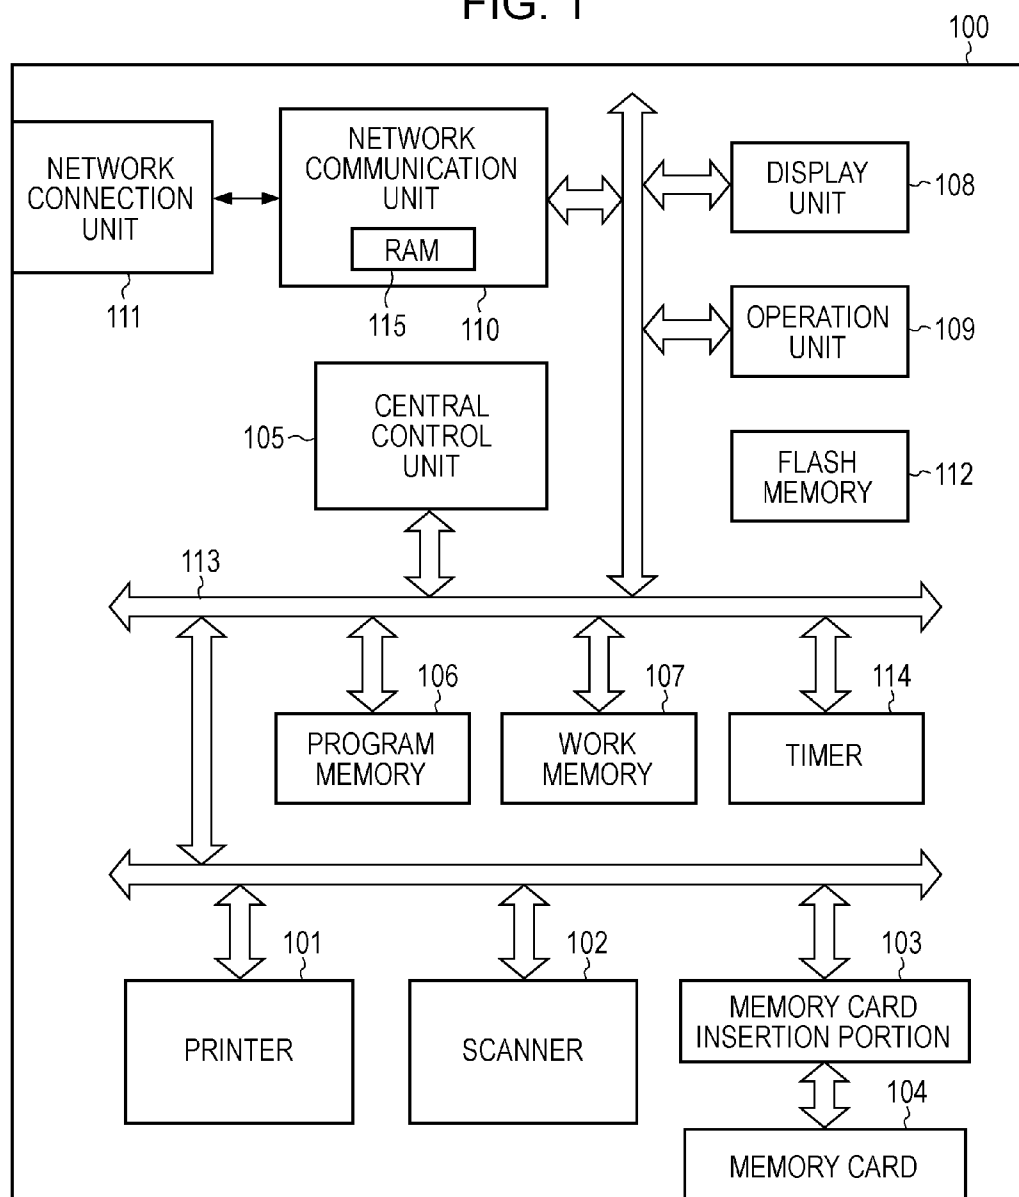 FIG. 1
100
NETWORK
CONNECTION
UNIT
111
NETWORK
COMMUNICATION
UNIT
RAM
115
110
DISPLAY
UNIT
108
OPERATION
UNIT
109
CENTRAL
CONTROL
UNIT
105
FLASH
MEMORY
112
113
106
PROGRAM
MEMORY
107
WORK
MEMORY
114
TIMER
101
PRINTER
102
SCANNER
103
MEMORY CARD
INSERTION PORTION
104
MEMORY CARD